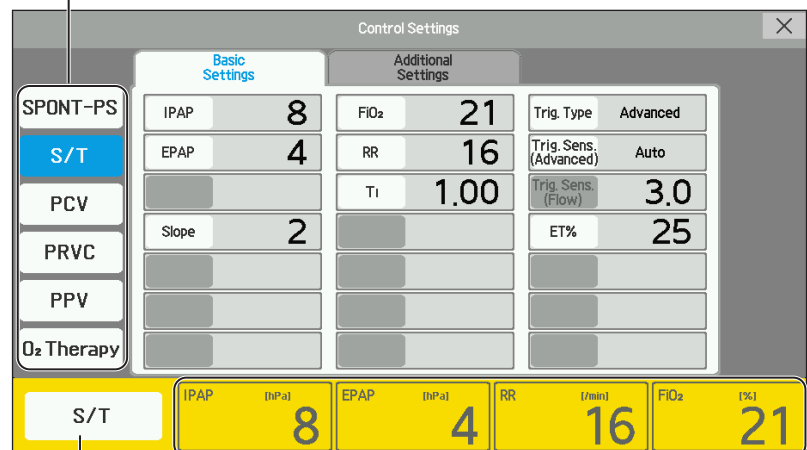 Control Settings
Basic
Settings
Additional
Settings
SPONT-PS
S/T
PCV
PRVC
PPV
O₂ Therapy
IPAP 8
EPAP 4
Slope 2
FiO₂ 21
RR 16
TI 1.00
Trig. Type Advanced
Trig. Sens.
(Advanced) Auto
Trig. Sens.
(Flow) 3.0
ET% 25
S/T
IPAP [hPa] 8
EPAP [hPa] 4
RR [/min] 16
FiO₂ [%] 21